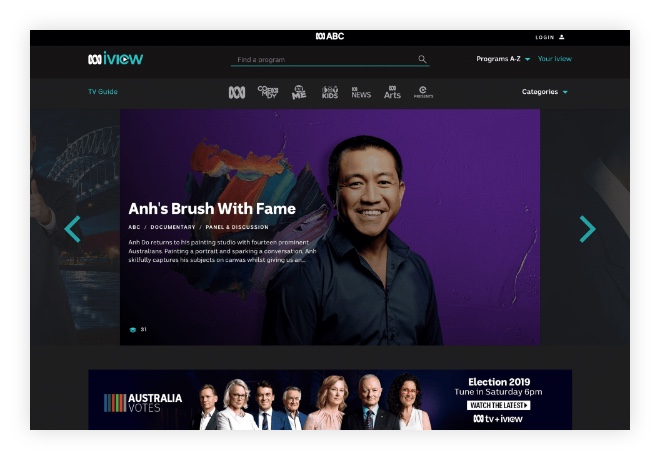 ABC
LOGIN
iview
Find a program
Programs A-Z
Your Iview
TV Guide
COMEDY
ME
KIDS
NEWS
Arts
PRESENTS
Categories
Anh's Brush With Fame
ABC / DOCUMENTARY / PANEL & DISCUSSION
Anh Do returns to his painting studio with fourteen prominent
Australians. Painting a portrait and sparking a conversation, Anh
skilfully captures his subjects on canvas whilst giving us an...
31
AUSTRALIA
VOTES
Election 2019
Tune in Saturday 6pm
WATCH THE LATEST
tv+iview